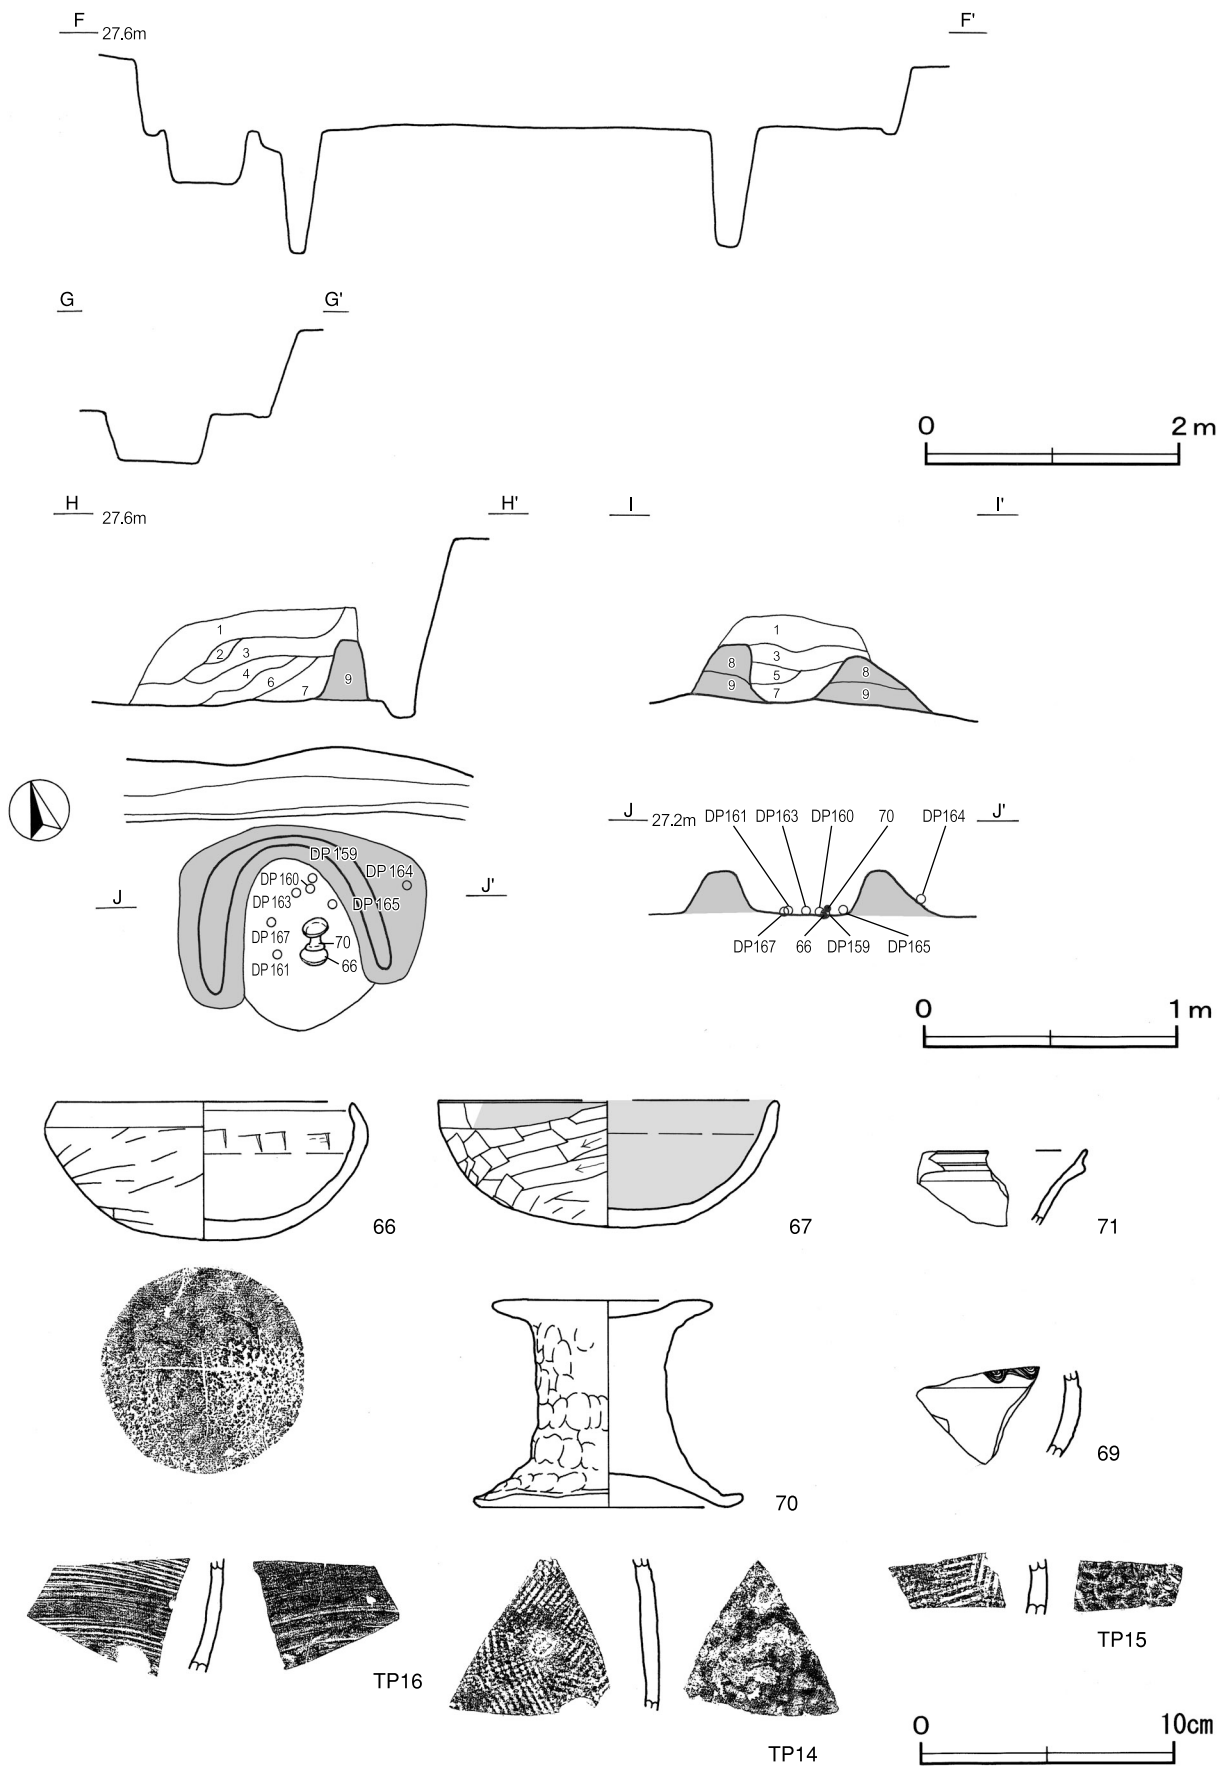 F 27.6m F'
G G'
0 2m
H 27.6m H' I I'
1
2 3
4
6
7
9
1
3
8 5 8
9 7 9
J 27.2m DP161 DP163 DP160 70 DP164 J'
DP159
DP160 DP164
DP163 DP165
J J'
DP167 70
DP161 66
DP167 66 DP159 DP165
0 1m
66 67 71
70 69
TP16 TP14 TP15
0 10cm